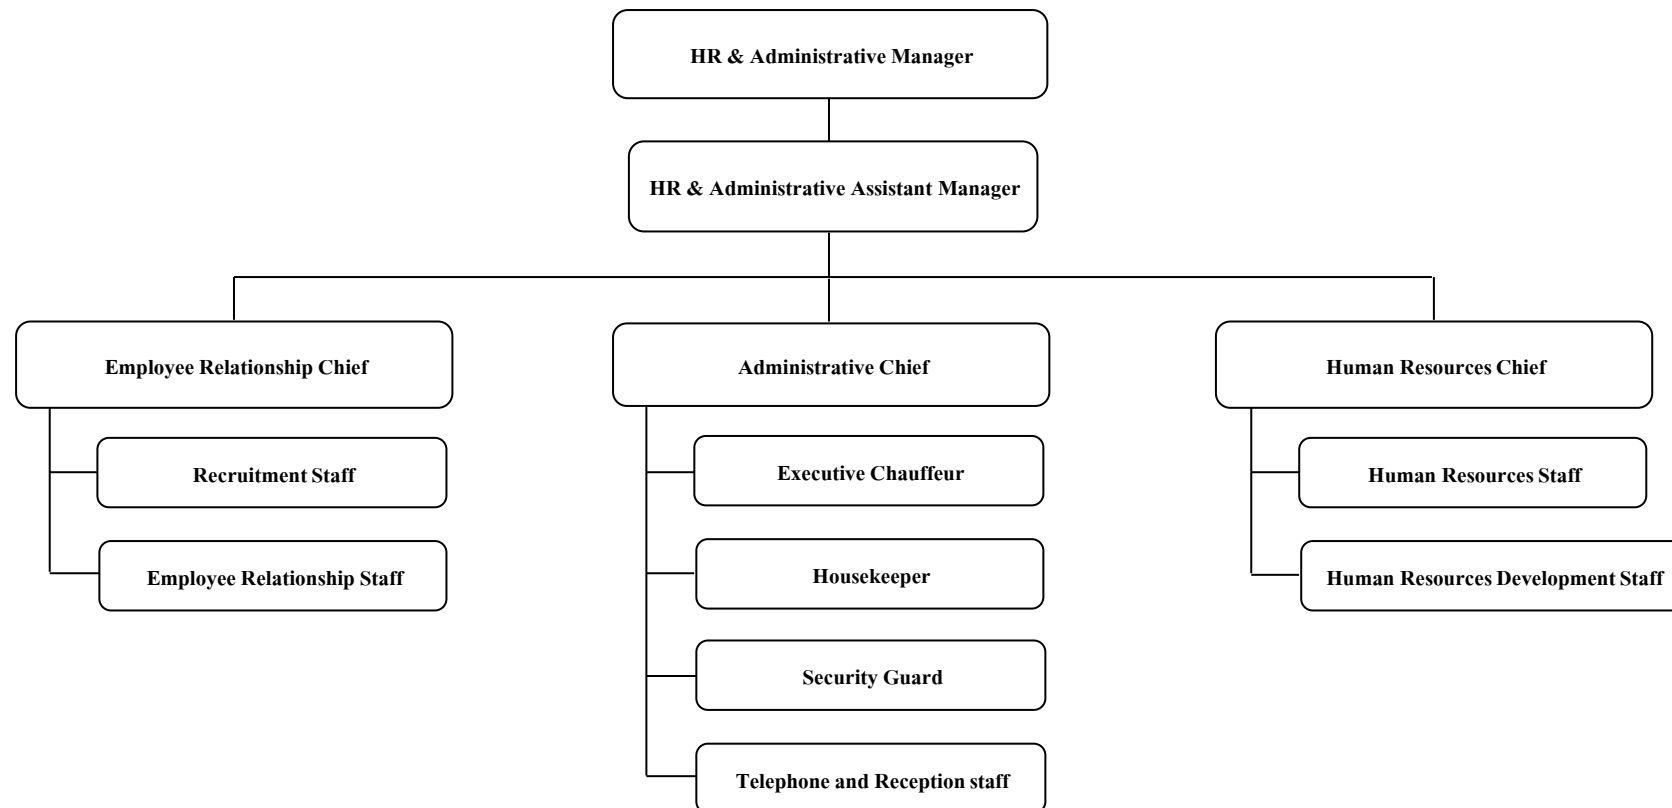 HR & Administrative Manager
HR & Administrative Assistant Manager
Employee Relationship Chief
Administrative Chief
Human Resources Chief
Recruitment Staff
Executive Chauffeur
Human Resources Staff
Employee Relationship Staff
Housekeeper
Human Resources Development Staff
Security Guard
Telephone and Reception staff